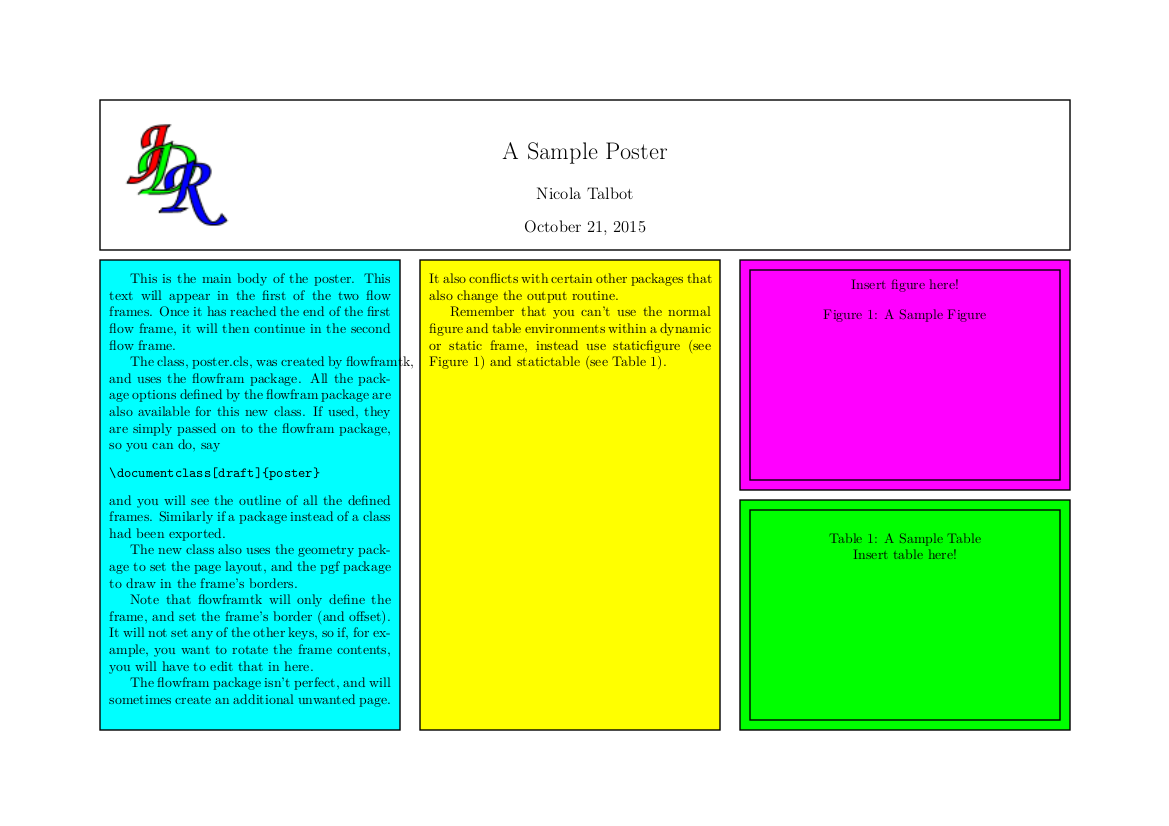 JDR
A Sample Poster
Nicola Talbot
October 21, 2015
This is the main body of the poster. This
text will appear in the first of the two flow
frames. Once it has reached the end of the first
flow frame, it will then continue in the second
flow frame.
The class, poster.cls, was created by flowframtk,
and uses the flowfram package. All the pack-
age options defined by the flowfram package are
also available for this new class. If used, they
are simply passed on to the flowfram package,
so you can do, say
\documentclass[draft]{poster}
and you will see the outline of all the defined
frames. Similarly if a package instead of a class
had been exported.
The new class also uses the geometry pack-
age to set the page layout, and the pgf package
to draw in the frame's borders.
Note that flowframtk will only define the
frame, and set the frame's border (and offset).
It will not set any of the other keys, so if, for ex-
ample, you want to rotate the frame contents,
you will have to edit that in here.
The flowfram package isn't perfect, and will
sometimes create an additional unwanted page.
It also conflicts with certain other packages that
also change the output routine.
Remember that you can't use the normal
figure and table environments within a dynamic
or static frame, instead use staticfigure (see
Figure 1) and statictable (see Table 1).
Insert figure here!
Figure 1: A Sample Figure
Table 1: A Sample Table
Insert table here!